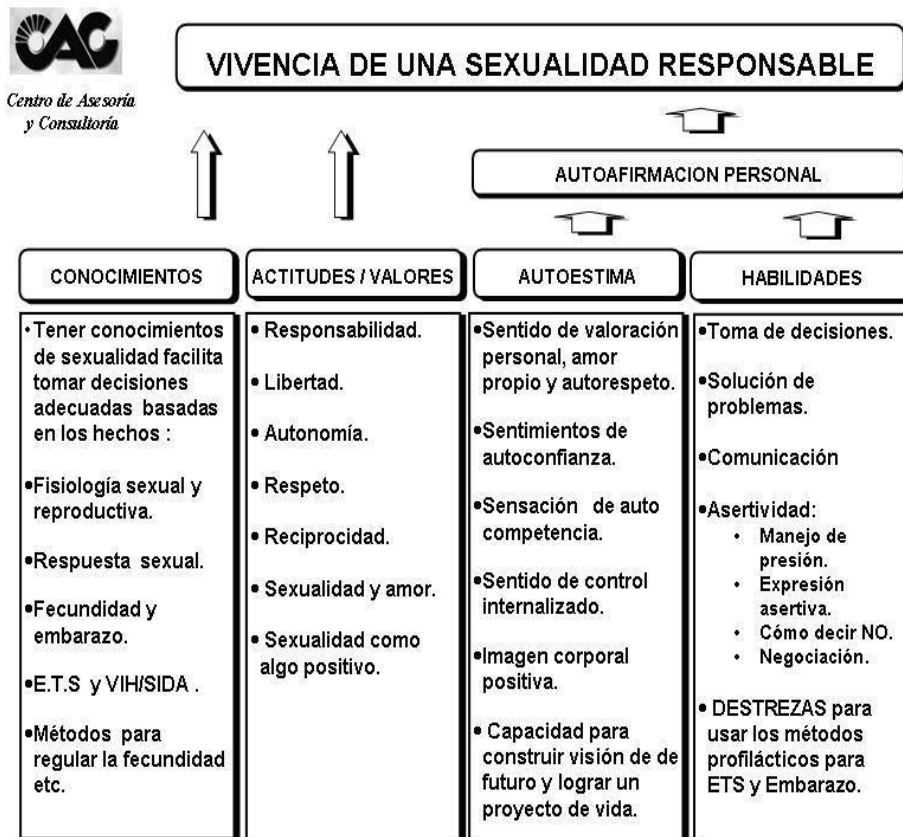 CAC
Centro de Asesoría
y Consultoría
VIVENCIA DE UNA SEXUALIDAD RESPONSABLE
AUTOAFIRMACION PERSONAL
CONOCIMIENTOS
• Tener conocimientos
de sexualidad facilita
tomar decisiones
adecuadas basadas
en los hechos :
•Fisiología sexual y
reproductiva.
•Respuesta sexual.
•Fecundidad y
embarazo.
•E.T.S y VIH/SIDA .
•Métodos para
regular la fecundidad
etc.
ACTITUDES / VALORES
• Responsabilidad.
• Libertad.
• Autonomía.
• Respeto.
• Reciprocidad.
• Sexualidad y amor.
• Sexualidad como
algo positivo.
AUTOESTIMA
•Sentido de valoración
personal, amor
propio y autorespeto.
•Sentimientos de
autoconfianza.
•Sensación de auto
competencia.
•Sentido de control
internalizado.
•Imagen corporal
positiva.
• Capacidad para
construir visión de de
futuro y lograr un
proyecto de vida.
HABILIDADES
•Toma de decisiones.
•Solución de
problemas.
•Comunicación
•Asertividad:
• Manejo de
presión.
• Expresión
asertiva.
• Cómo decir NO.
• Negociación.
• DESTREZAS para
usar los métodos
profilácticos para
ETS y Embarazo.